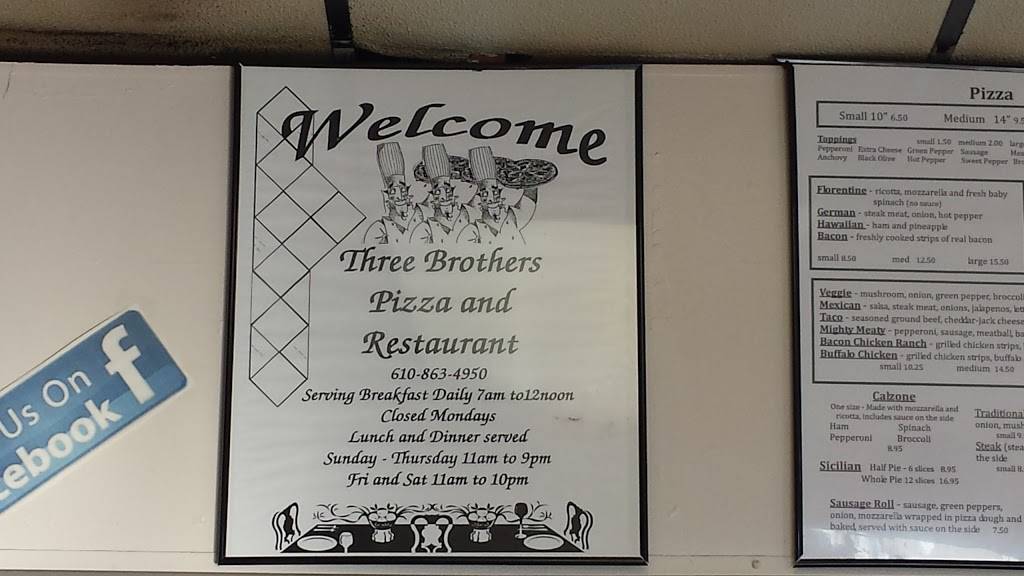 Welcome
Three Brothers
Pizza and
Restaurant
610-863-4950
Serving Breakfast Daily 7am to12noon
Closed Mondays
Lunch and Dinner served
Sunday - Thursday 11am to 9pm
Fri and Sat 11am to 10pm
Us On
cebook
f
Pizza
Small 10" 6.50 Medium 14"
Toppings small 1.50 medium 2.00
Pepperoni Extra Cheese Green Pepper Sausage
Anchovy Black Olive Hot Pepper Sweet Pepper
Florentine - ricotta, mozzarella and fresh baby
spinach (no sauce)
German - steak meat, onion, hot pepper
Hawaiian - ham and pineapple
Bacon - freshly cooked strips of real bacon
small 8.50 med 12.50 large 15.50
Veggie - mushroom, onion, green pepper, broccoli
Mexican - salsa, steak meat, onions, jalapenos,
Taco - seasoned ground beef, cheddar-jack cheese
Mighty Meaty - pepperoni, sausage, meatball,
Bacon Chicken Ranch - grilled chicken strips,
Buffalo Chicken - grilled chicken strips, buffalo
small 10.25 medium 14.50
Calzone
One size - Made with mozzarella and
ricotta, includes sauce on the side
Ham Spinach
Pepperoni Broccoli
8.95
Traditional
onion,
small
Steak
the side
small
Sicilian Half Pie - 6 slices 8.95
Whole Pie 12 slices 16.95
Sausage Roll - sausage, green peppers,
onion, mozzarella wrapped in pizza dough and
baked, served with sauce on the side 7.50